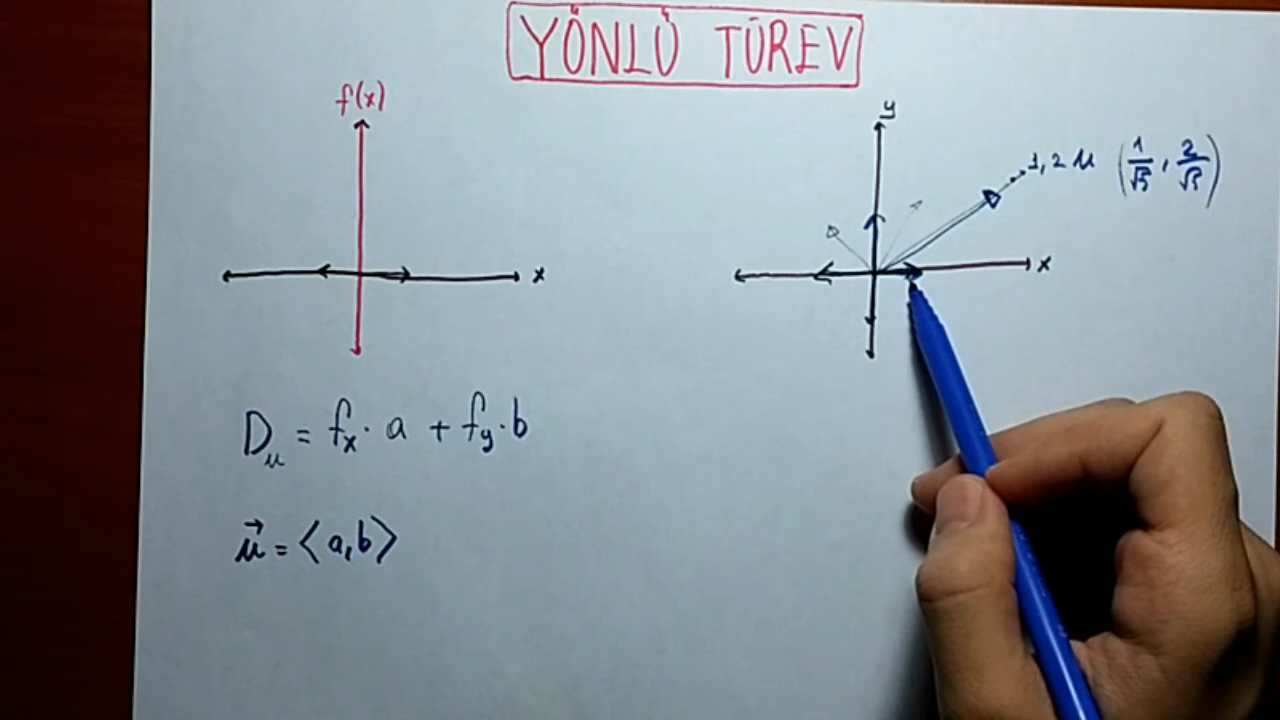 YÖNLÜ TÜREV
f(x)
x
y
1,2 u (1/√5, 2/√5)
x
D_u = f_x · a + f_y · b
u⃗ = ⟨a,b⟩